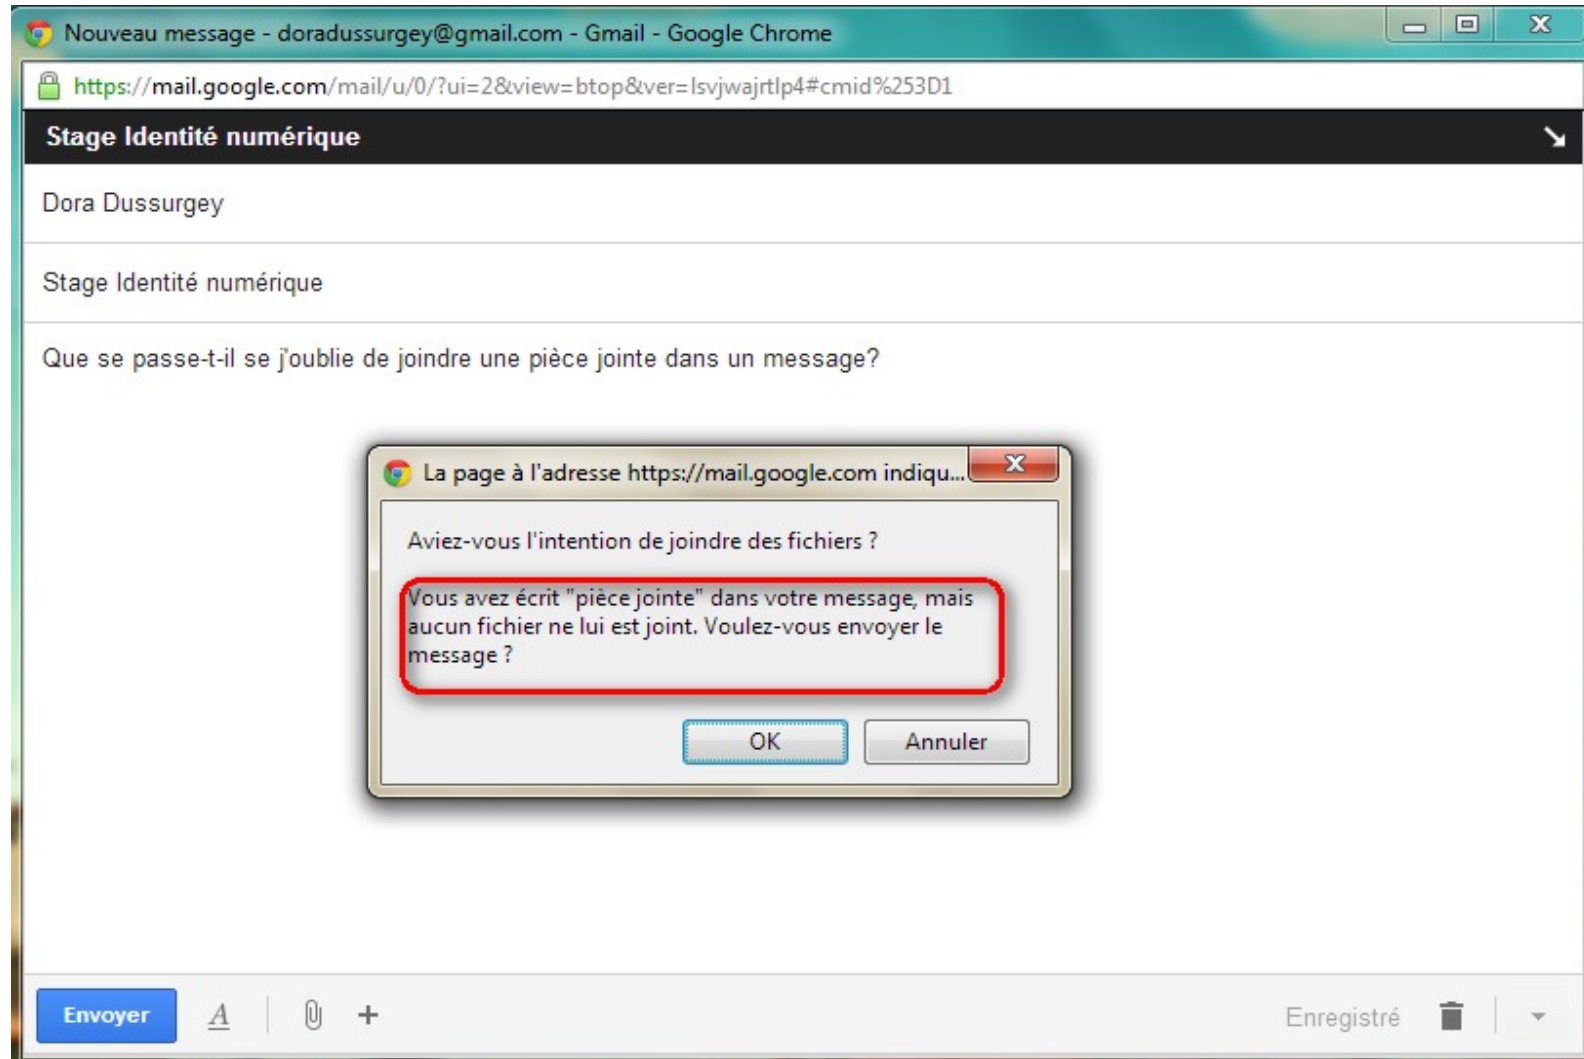 Nouveau message - doradussurgey@gmail.com - Gmail - Google Chrome
https://mail.google.com/mail/u/0/?ui=2&view=btop&ver=lsvjwajrtlp4#cmid%253D1
Stage Identité numérique
Dora Dussurgey
Stage Identité numérique
Que se passe-t-il se j'oublie de joindre une pièce jointe dans un message?
La page à l'adresse https://mail.google.com indiqu...
Aviez-vous l'intention de joindre des fichiers ?
Vous avez écrit "pièce jointe" dans votre message, mais
aucun fichier ne lui est joint. Voulez-vous envoyer le
message ?
OK Annuler
Envoyer A Enregistré